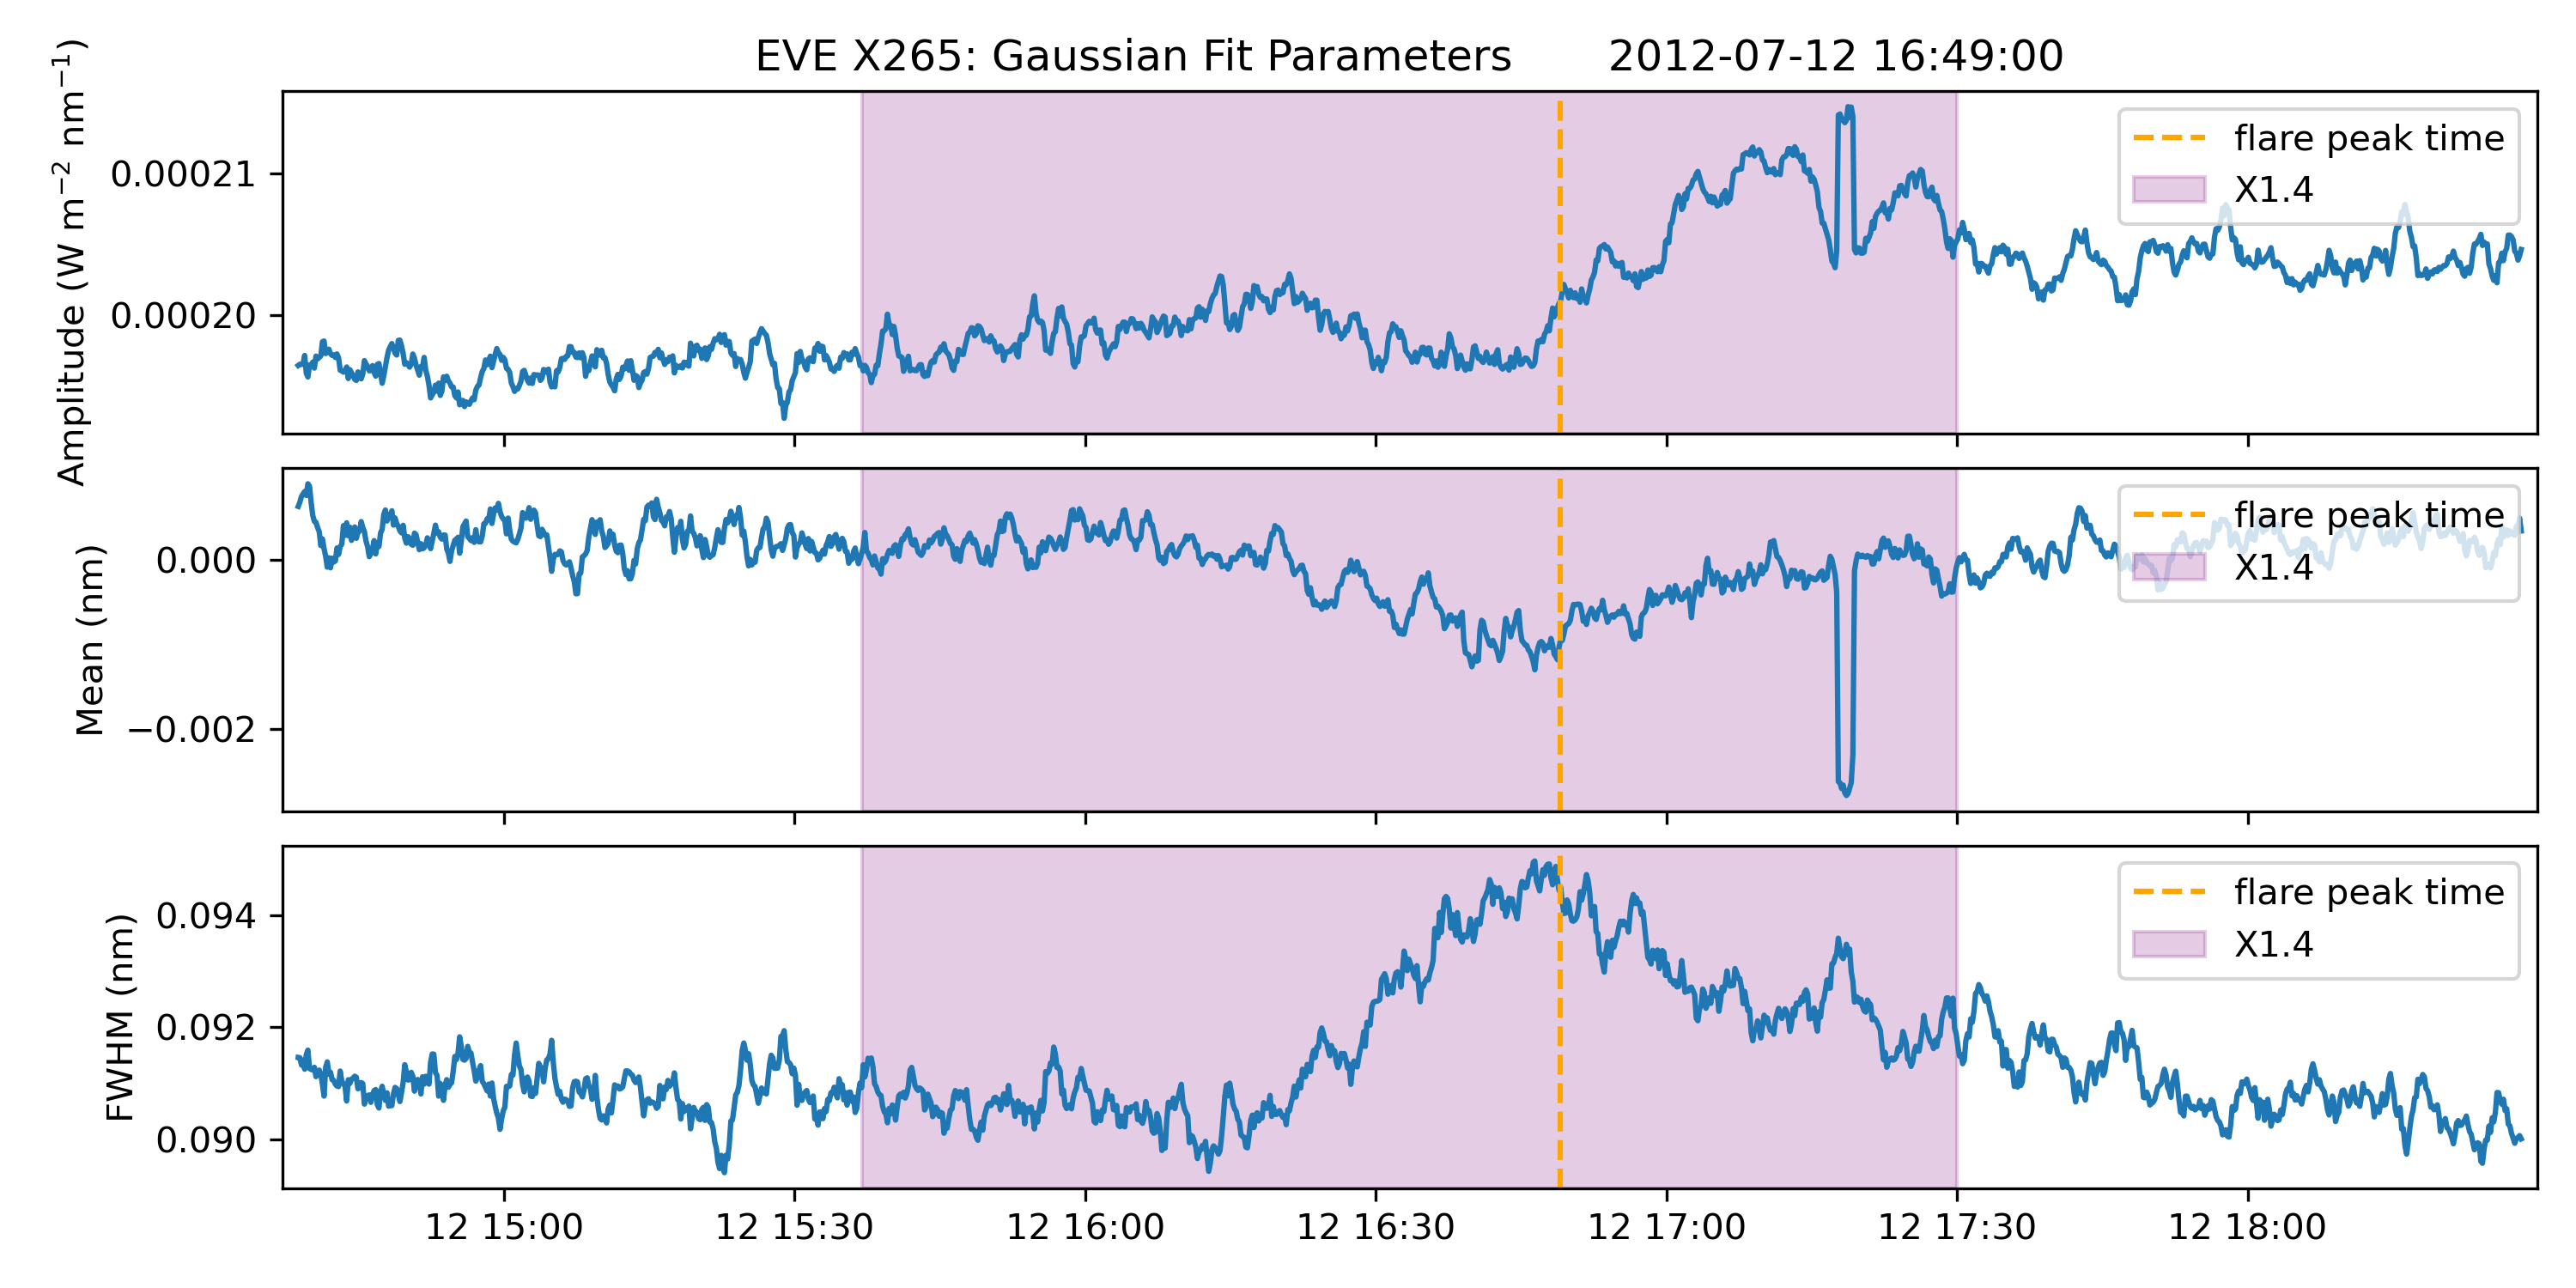 EVE X265: Gaussian Fit Parameters 2012-07-12 16:49:00
Amplitude (W m⁻² nm⁻¹)
0.00021
0.00020
flare peak time
X1.4
Mean (nm)
0.000
−0.002
flare peak time
X1.4
FWHM (nm)
0.094
0.092
0.090
flare peak time
X1.4
12 15:00 12 15:30 12 16:00 12 16:30 12 17:00 12 17:30 12 18:00